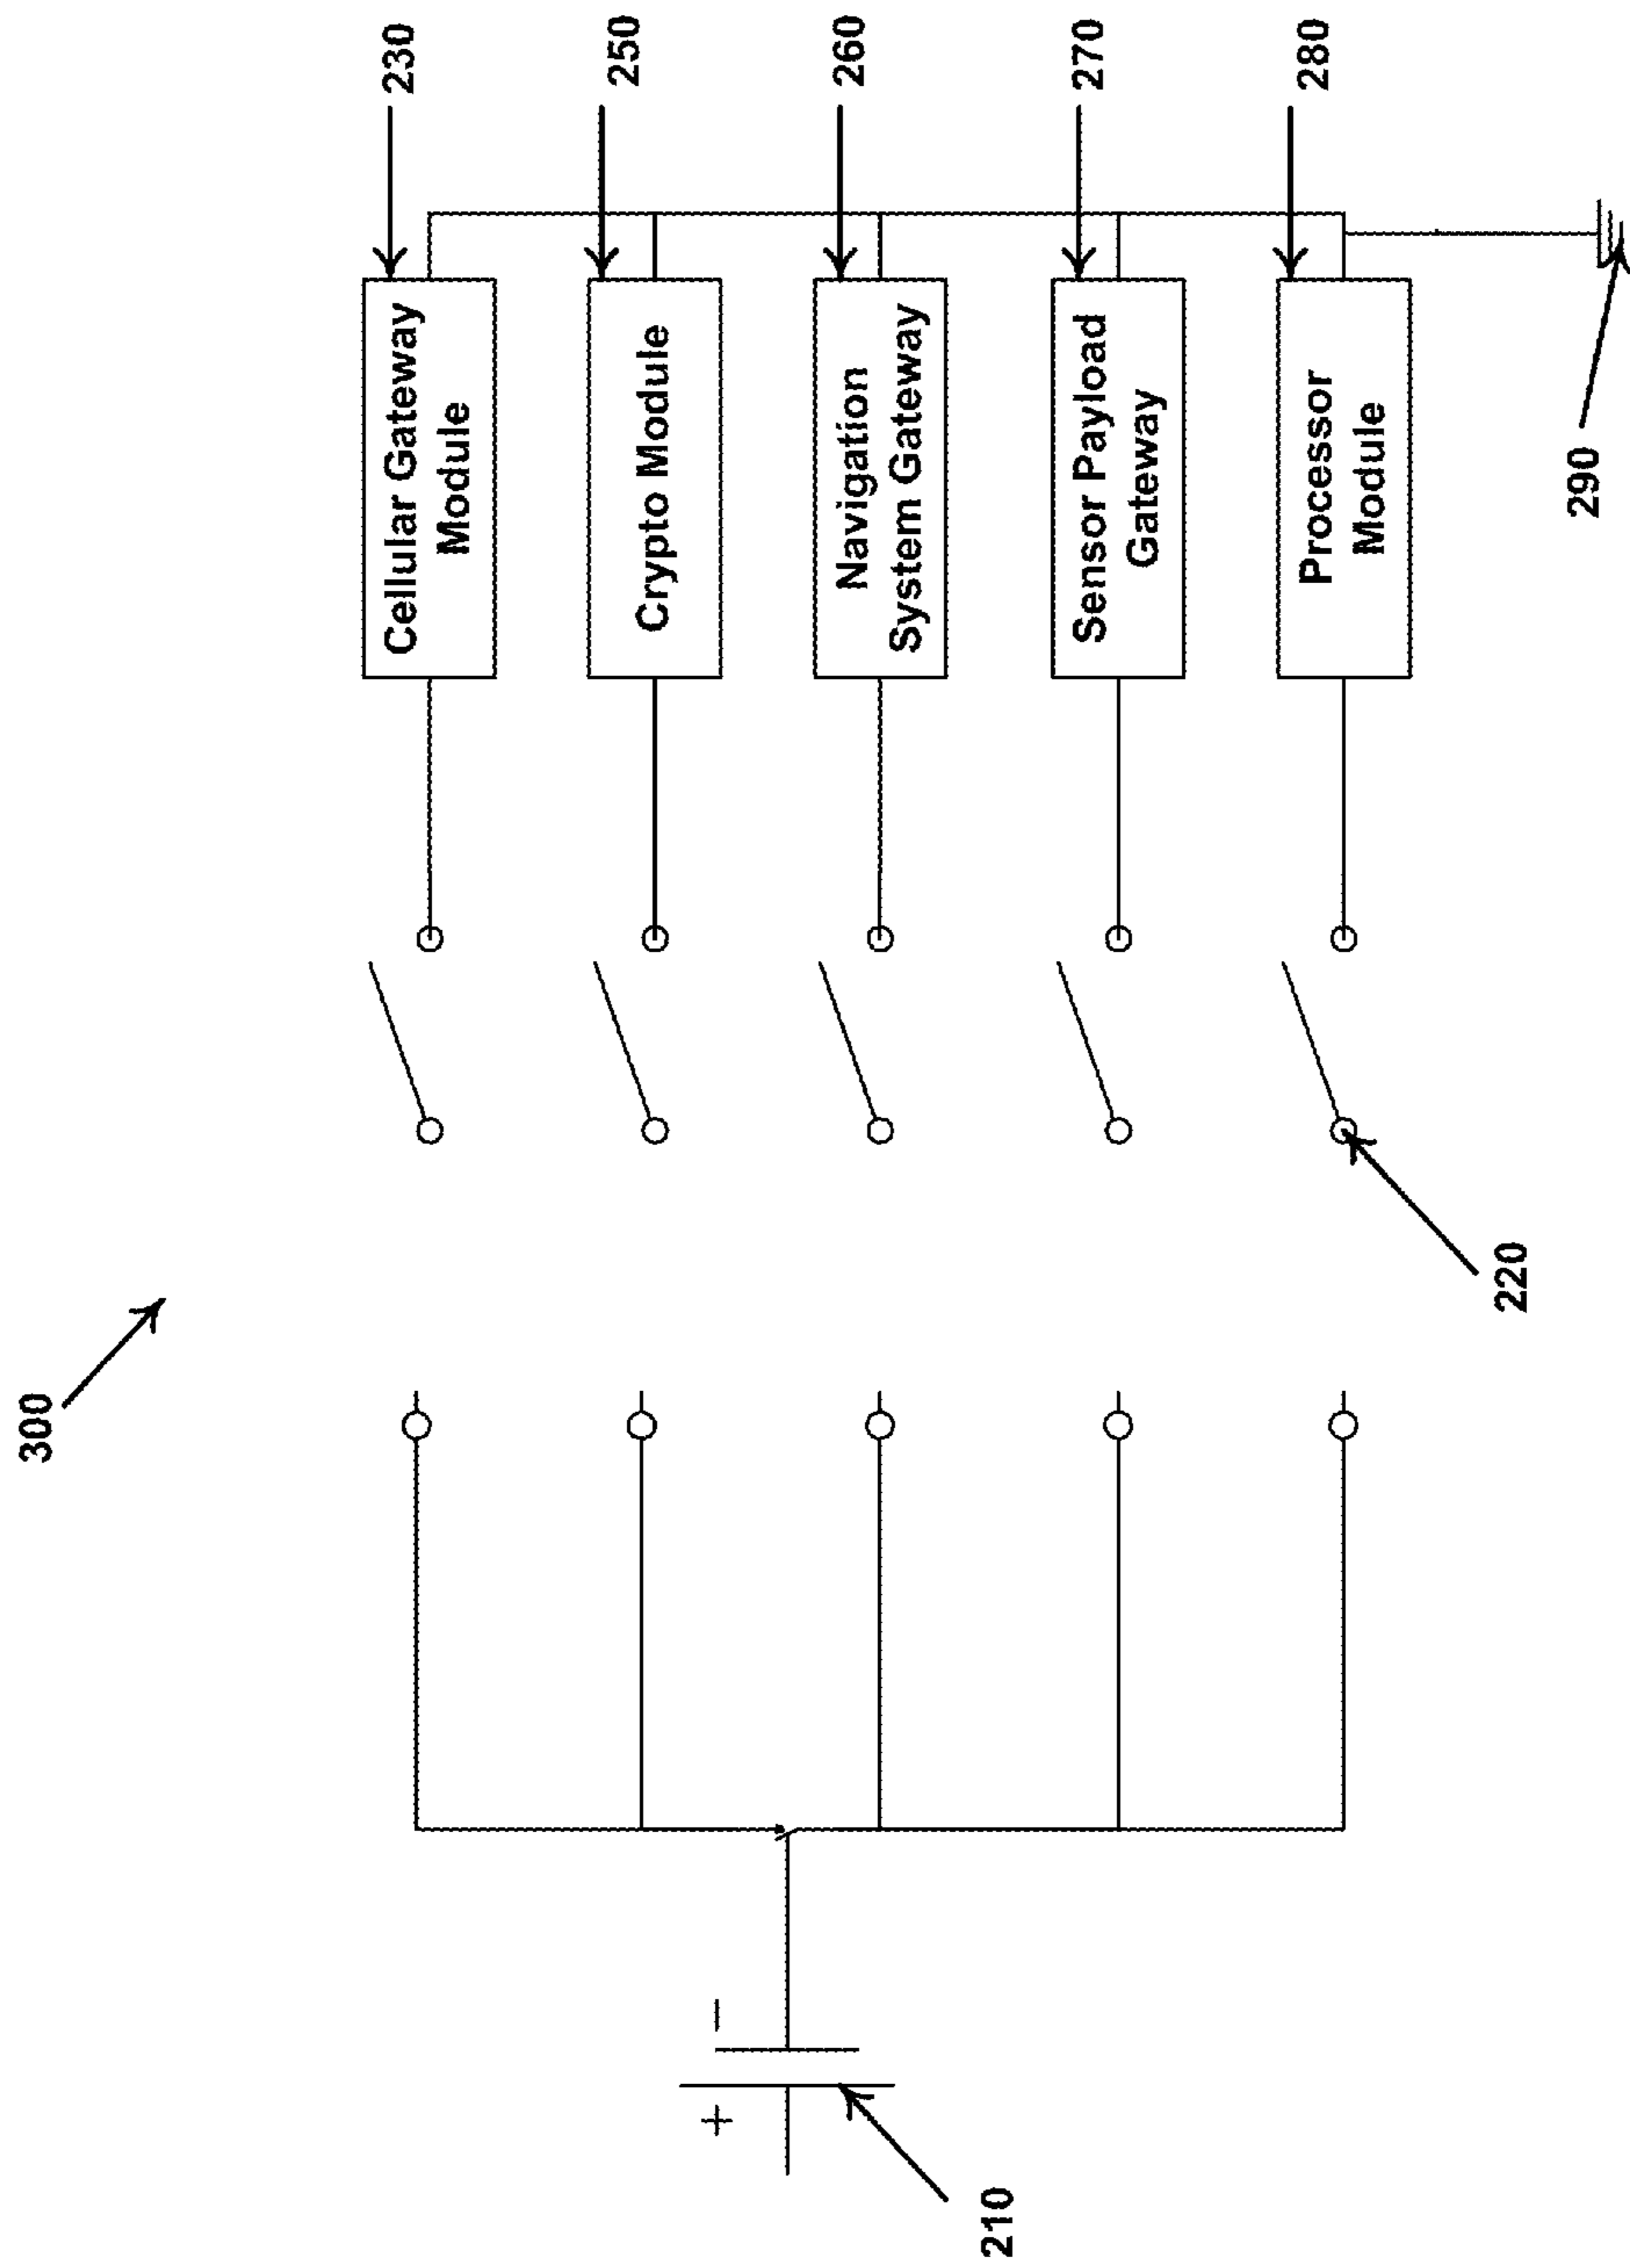 300
Cellular Gateway
Module
230
Crypto Module
250
Navigation
System Gateway
260
Sensor Payload
Gateway
270
Processor
Module
280
+
−
210
220
290